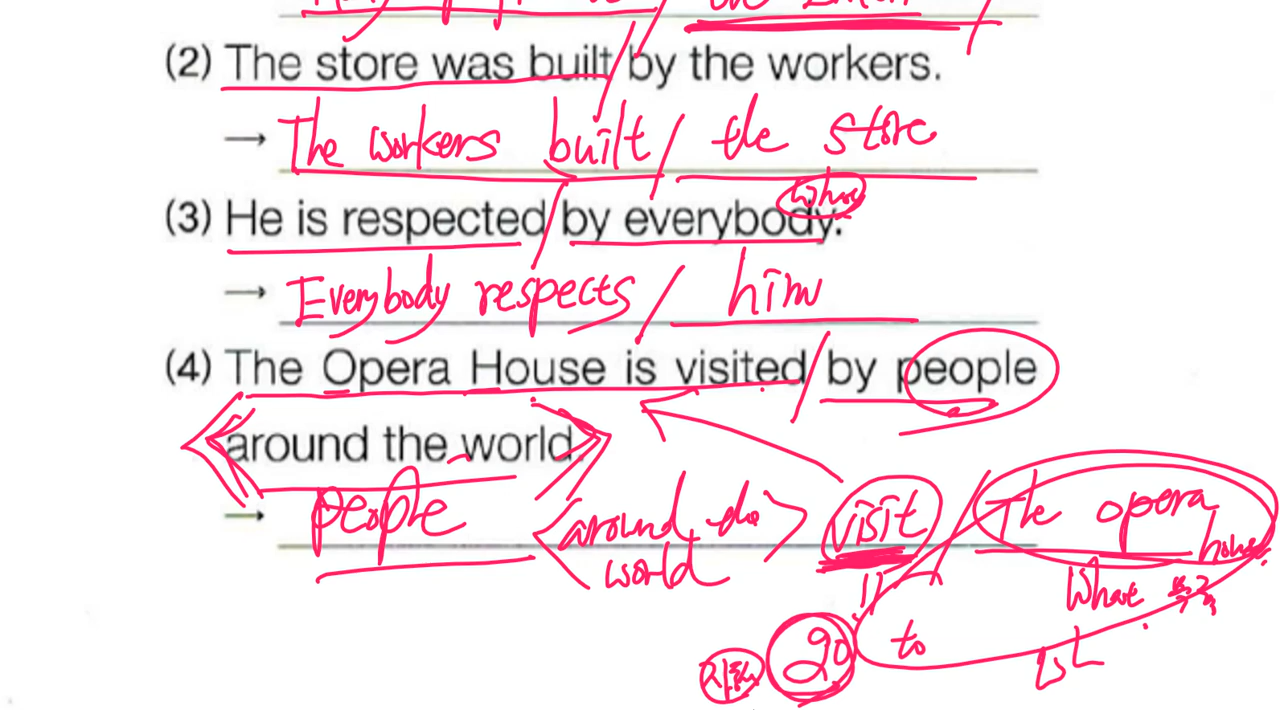 (2) The store was built by the workers.
→ The workers built / the store
whom
(3) He is respected by everybody.
→ Everybody respects / him
(4) The Opera House is visited by people
around the world.
→ people <around the world> visit / The opera house
What
go to